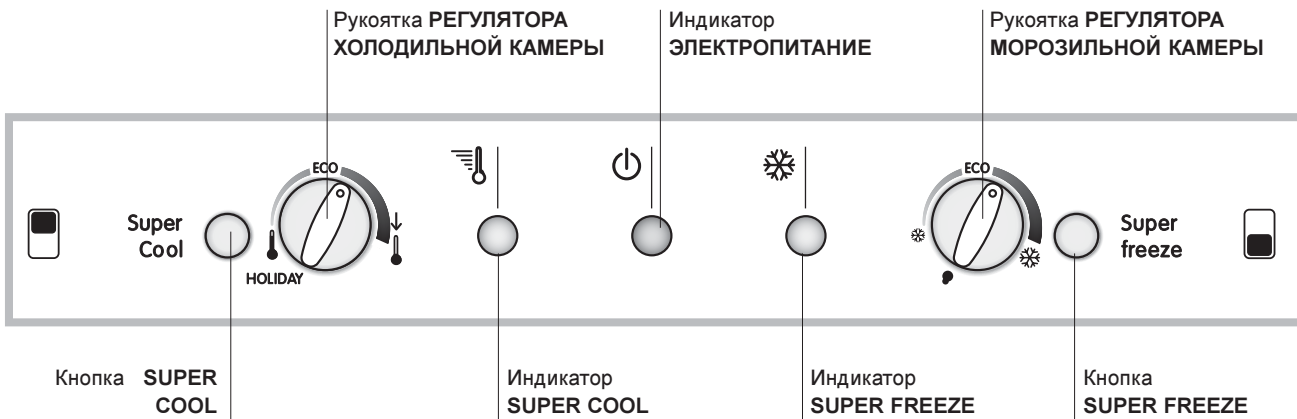 Рукоятка РЕГУЛЯТОРА
ХОЛОДИЛЬНОЙ КАМЕРЫ
Индикатор
ЭЛЕКТРОПИТАНИЕ
Рукоятка РЕГУЛЯТОРА
МОРОЗИЛЬНОЙ КАМЕРЫ
Super
Cool
ECO
HOLIDAY
ECO
Super
freeze
Кнопка SUPER
COOL
Индикатор
SUPER COOL
Индикатор
SUPER FREEZE
Кнопка
SUPER FREEZE